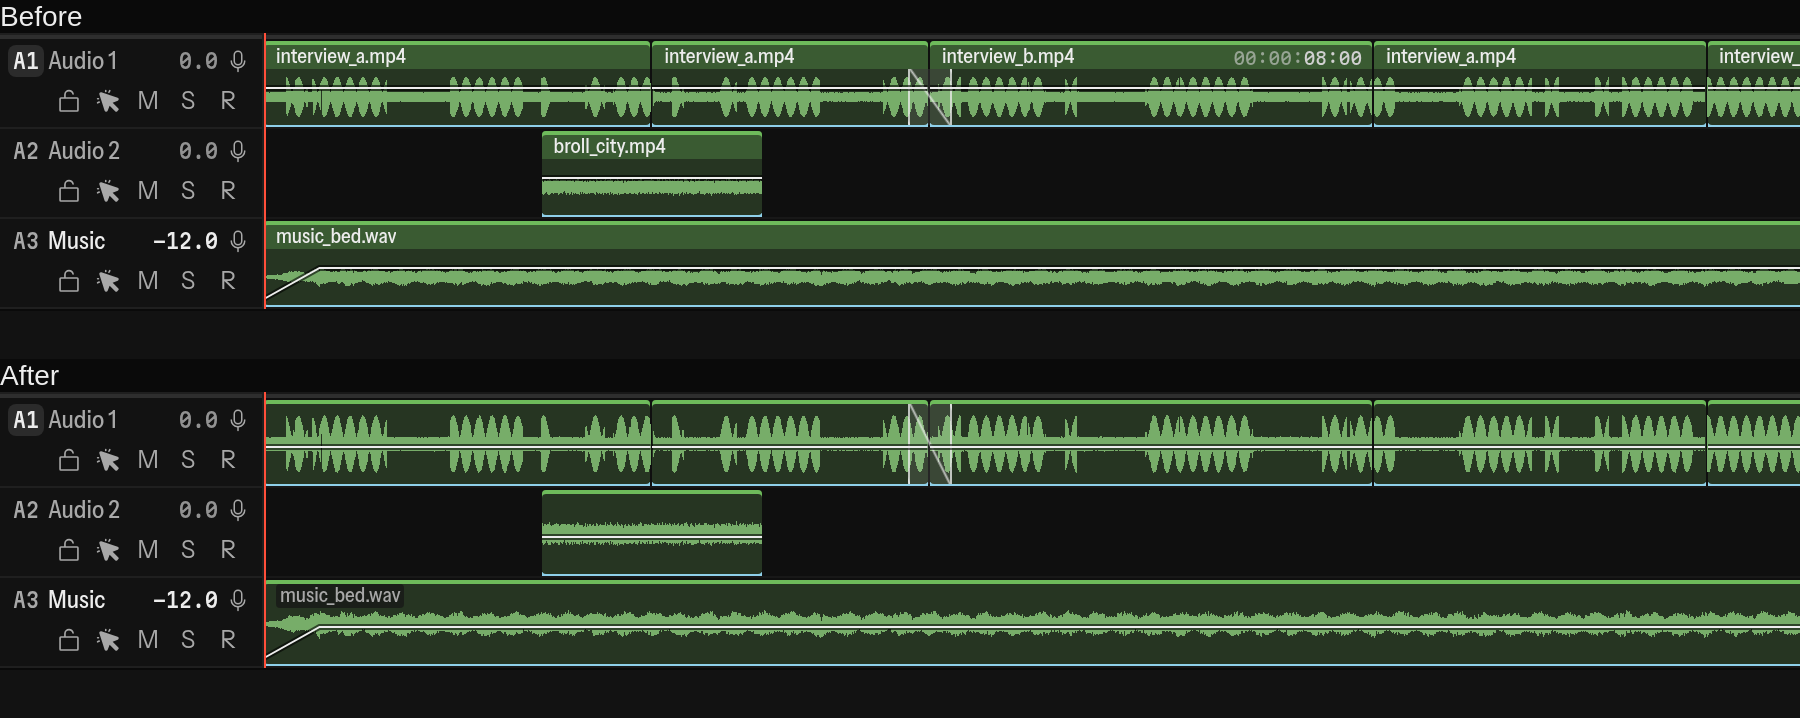 Before
A1 Audio 1 0.0
M S R
interview_a.mp4 interview_a.mp4 interview_b.mp4 00:00:08:00 interview_a.mp4 interview_
A2 Audio 2 0.0
M S R
broll_city.mp4
A3 Music -12.0
M S R
music_bed.wav
After
A1 Audio 1 0.0
M S R
A2 Audio 2 0.0
M S R
A3 Music -12.0
M S R
music_bed.wav